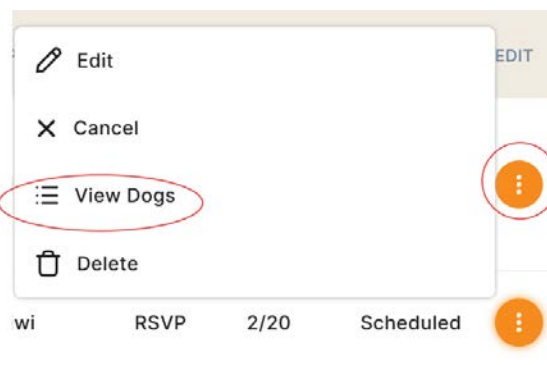 EDIT
Edit
Cancel
View Dogs
Delete
wi RSVP 2/20 Scheduled